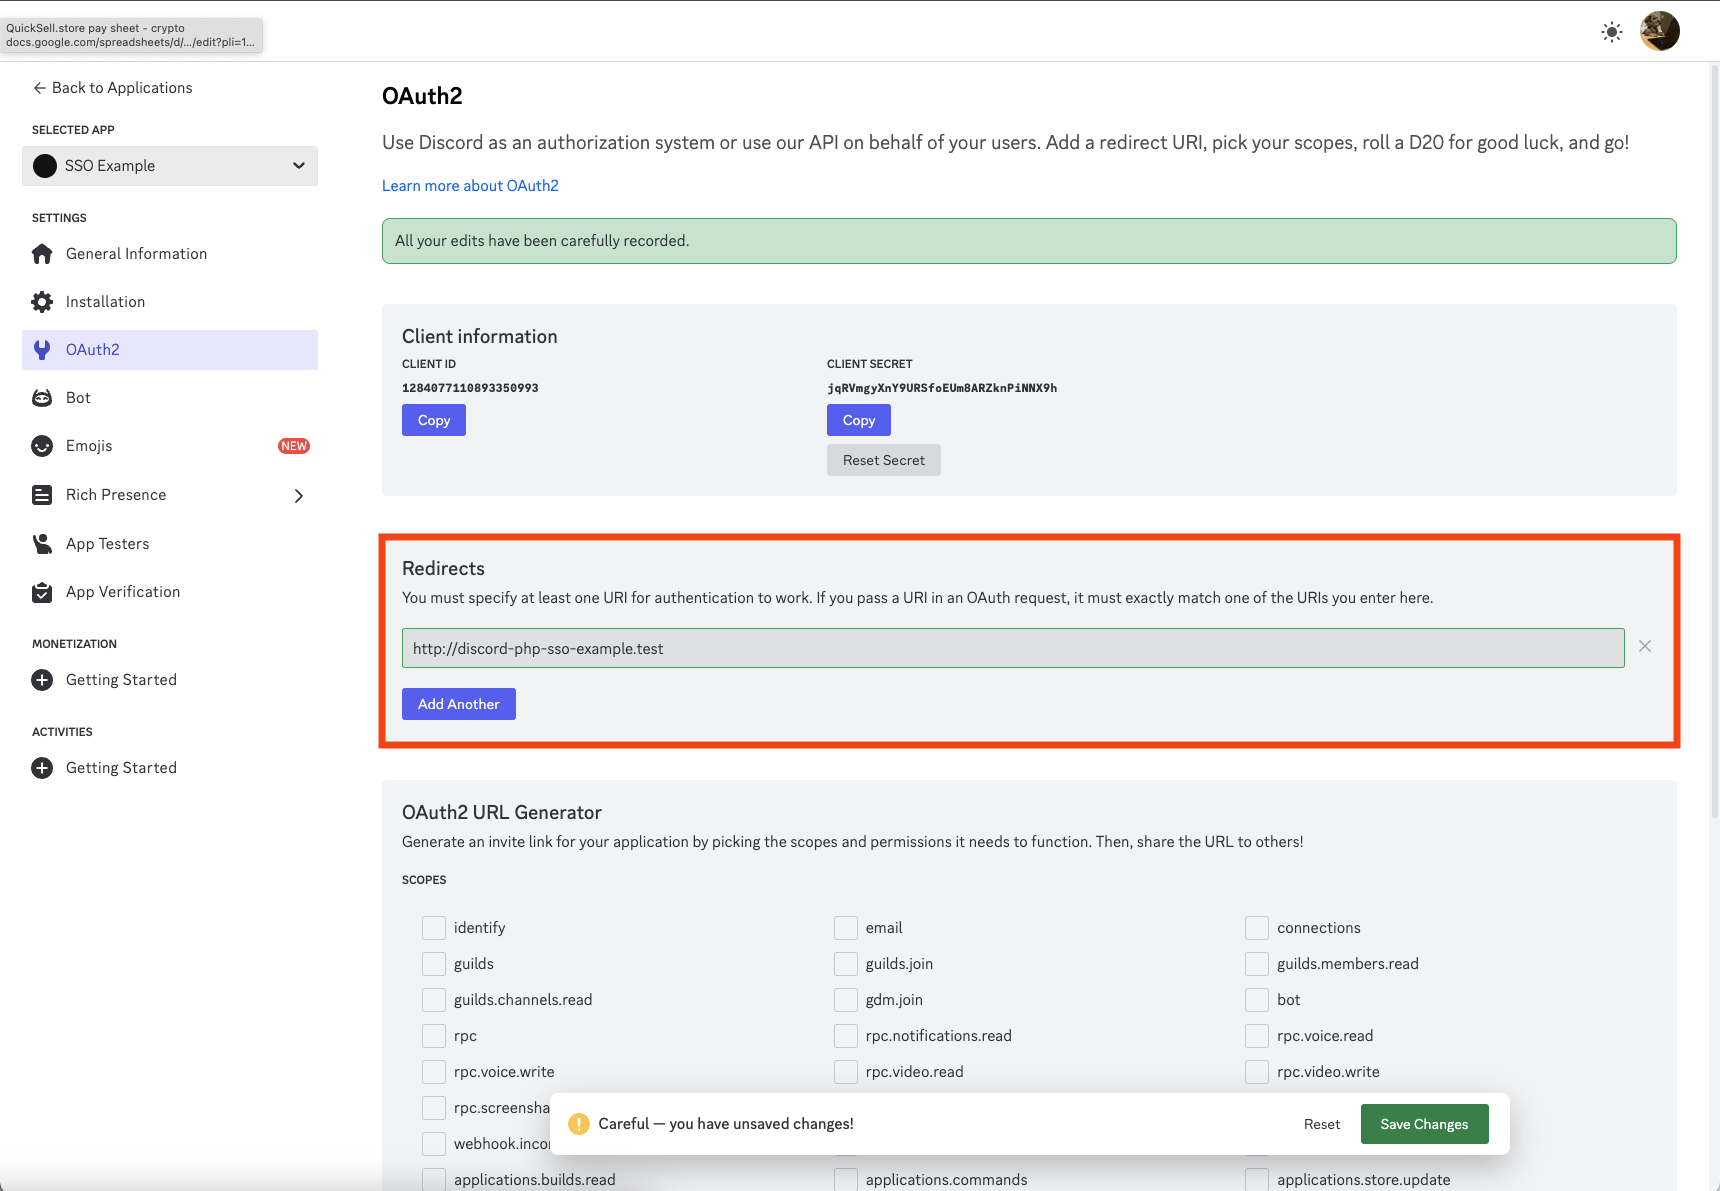 QuickSell.store pay sheet - crypto
docs.google.com/spreadsheets/d/.../edit?pli=1...
← Back to Applications
SELECTED APP
SSO Example
SETTINGS
General Information
Installation
OAuth2
Bot
Emojis
NEW
Rich Presence
App Testers
App Verification
MONETIZATION
Getting Started
ACTIVITIES
Getting Started
OAuth2
Use Discord as an authorization system or use our API on behalf of your users. Add a redirect URI, pick your scopes, roll a D20 for good luck, and go!
Learn more about OAuth2
All your edits have been carefully recorded.
Client information
CLIENT ID
1284077110893350993
Copy
CLIENT SECRET
jqRVmgyXnY9URSfoEUm8ARZknPiNNX9h
Copy
Reset Secret
Redirects
You must specify at least one URI for authentication to work. If you pass a URI in an OAuth request, it must exactly match one of the URIs you enter here.
http://discord-php-sso-example.test
Add Another
OAuth2 URL Generator
Generate an invite link for your application by picking the scopes and permissions it needs to function. Then, share the URL to others!
SCOPES
identify
email
connections
guilds
guilds.join
guilds.members.read
guilds.channels.read
gdm.join
bot
rpc
rpc.notifications.read
rpc.voice.read
rpc.voice.write
rpc.video.read
rpc.video.write
rpc.screensha
webhook.inco
Careful — you have unsaved changes!
Reset
Save Changes
applications.builds.read
applications.commands
applications.store.update